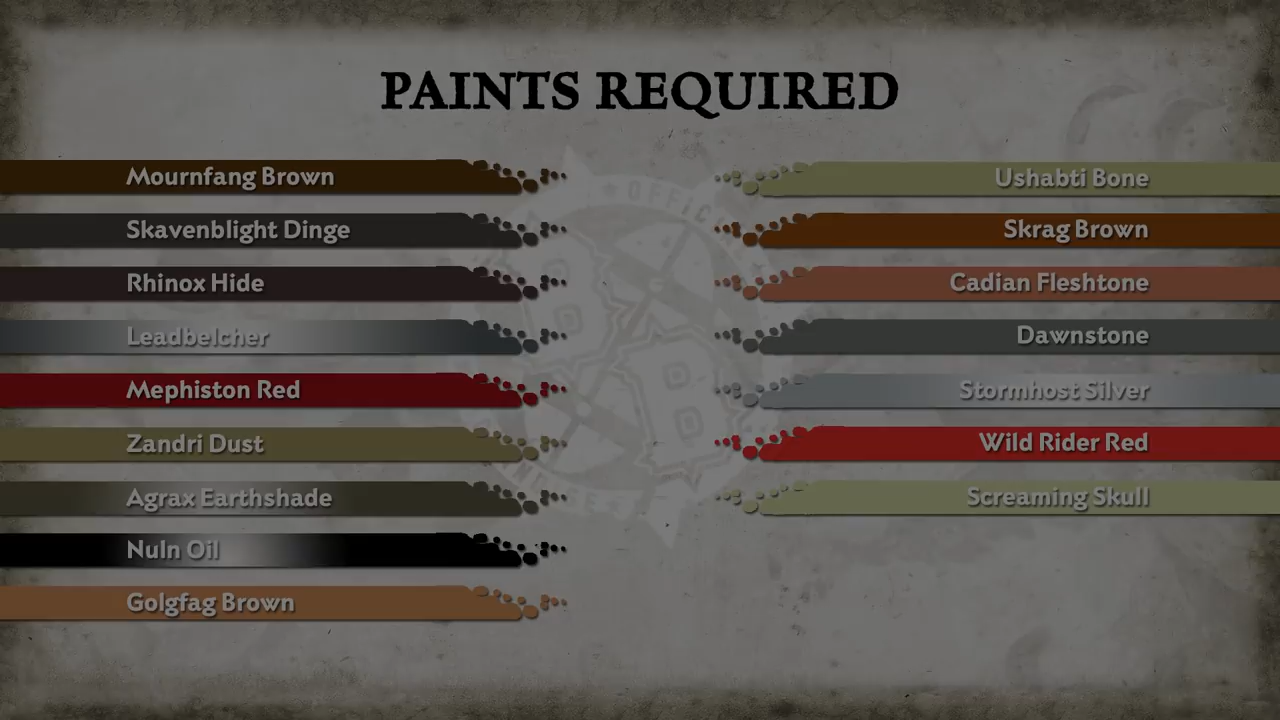 PAINTS REQUIRED
Mournfang Brown
Skavenblight Dinge
Rhinox Hide
Leadbelcher
Mephiston Red
Zandri Dust
Agrax Earthshade
Nuln Oil
Golgfag Brown
Ushabti Bone
Skrag Brown
Cadian Fleshtone
Dawnstone
Stormhost Silver
Wild Rider Red
Screaming Skull